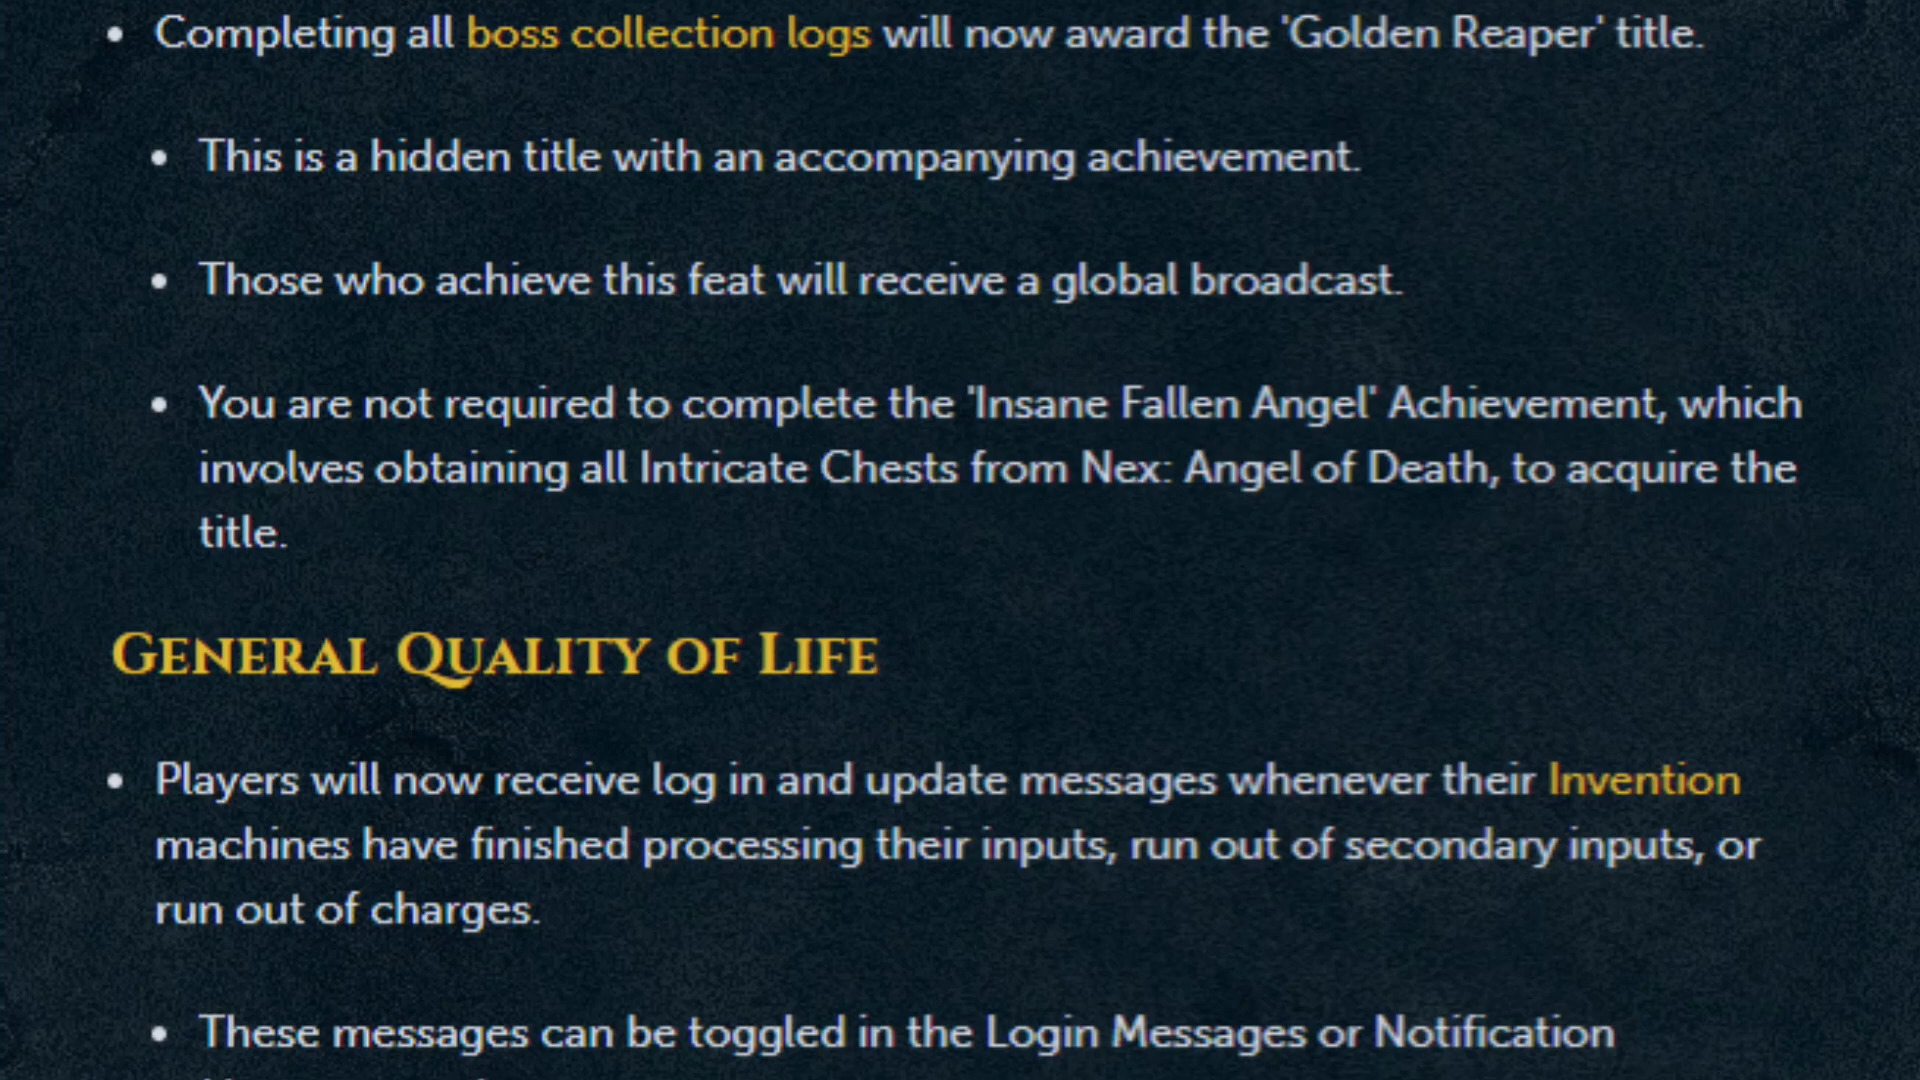 • Completing all boss collection logs will now award the 'Golden Reaper' title.
• This is a hidden title with an accompanying achievement.
• Those who achieve this feat will receive a global broadcast.
• You are not required to complete the 'Insane Fallen Angel' Achievement, which
involves obtaining all Intricate Chests from Nex: Angel of Death, to acquire the
title.
GENERAL QUALITY OF LIFE
• Players will now receive log in and update messages whenever their Invention
machines have finished processing their inputs, run out of secondary inputs, or
run out of charges.
• These messages can be toggled in the Login Messages or Notification